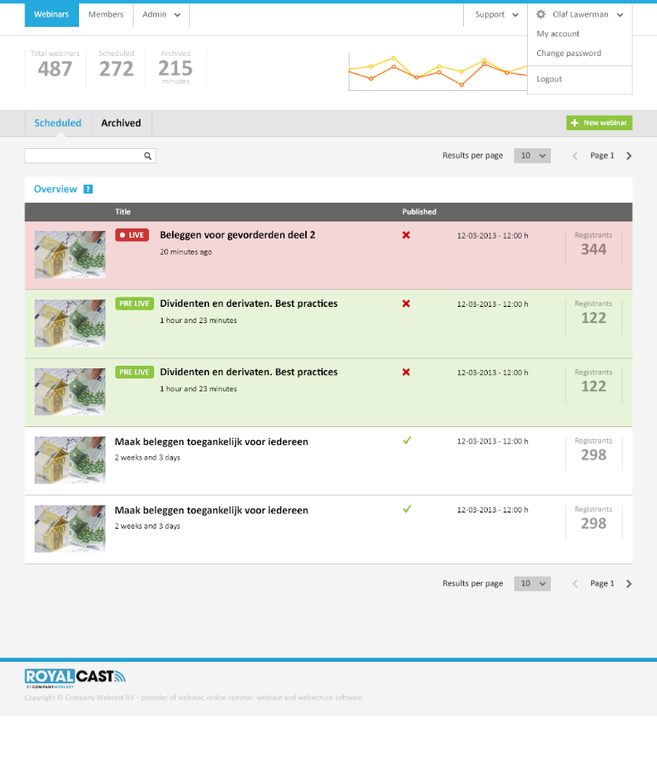 Webinars Members Admin Support Olaf Lawerman
My account
Change password
Logout
Total webinars Scheduled Archived
487 272 215
minutes
Scheduled Archived New webinar
Results per page 10 Page 1
Overview ?
Title Published
LIVE Beleggen voor gevorderden deel 2 12-03-2013 - 12:00 h Registrants
20 minutes ago 344
PRE LIVE Dividenten en derivaten. Best practices 12-03-2013 - 12:00 h Registrants
1 hour and 23 minutes 122
PRE LIVE Dividenten en derivaten. Best practices 12-03-2013 - 12:00 h Registrants
1 hour and 23 minutes 122
Maak beleggen toegankelijk voor iedereen 12-03-2013 - 12:00 h Registrants
2 weeks and 3 days 298
Maak beleggen toegankelijk voor iedereen 12-03-2013 - 12:00 h Registrants
2 weeks and 3 days 298
Results per page 10 Page 1
ROYALCAST
BY COMPANYWEBCAST
Copyright © Company Webcast BV – provider of webinar, online seminar, webcast and weblecture software.